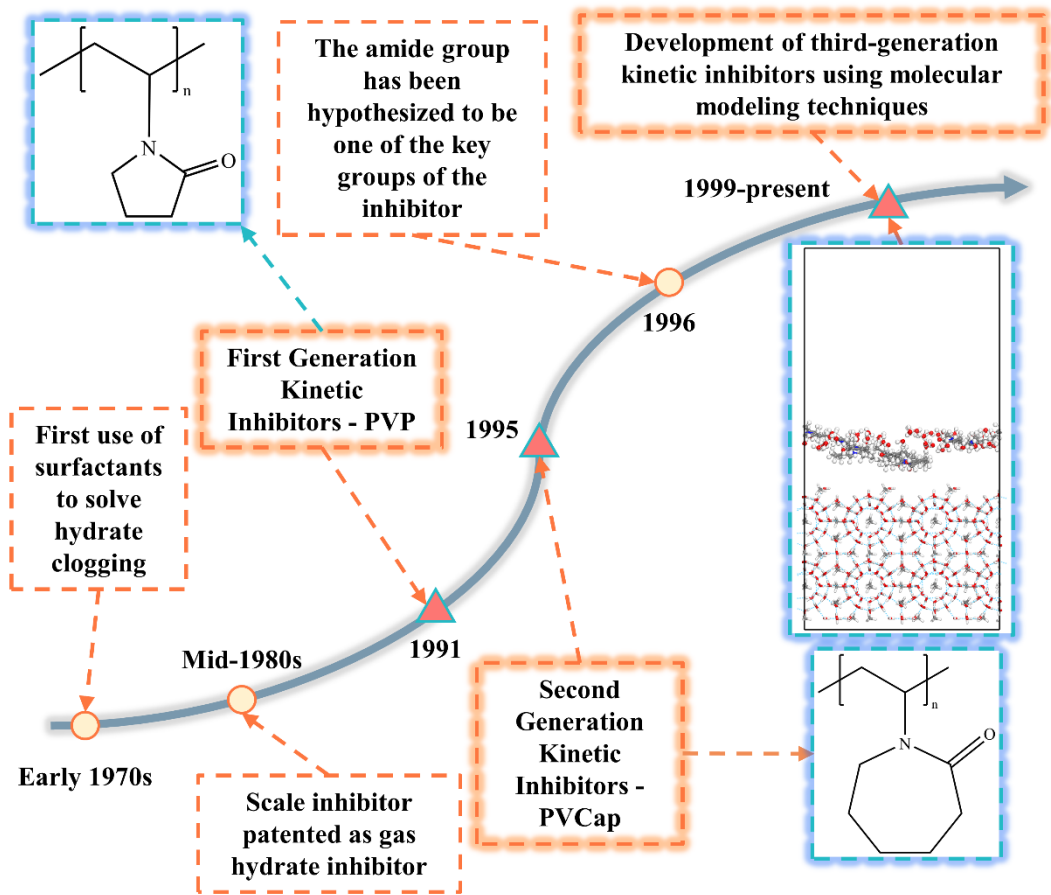 n
N
O
The amide group
has been
hypothesized to be
one of the key
groups of the
inhibitor
Development of third-generation
kinetic inhibitors using molecular
modeling techniques
1999-present
1996
First Generation
Kinetic
Inhibitors - PVP
1995
First use of
surfactants
to solve
hydrate
clogging
1991
Mid-1980s
Early 1970s
Scale inhibitor
patented as gas
hydrate inhibitor
Second
Generation
Kinetic
Inhibitors -
PVCap
n
N
O